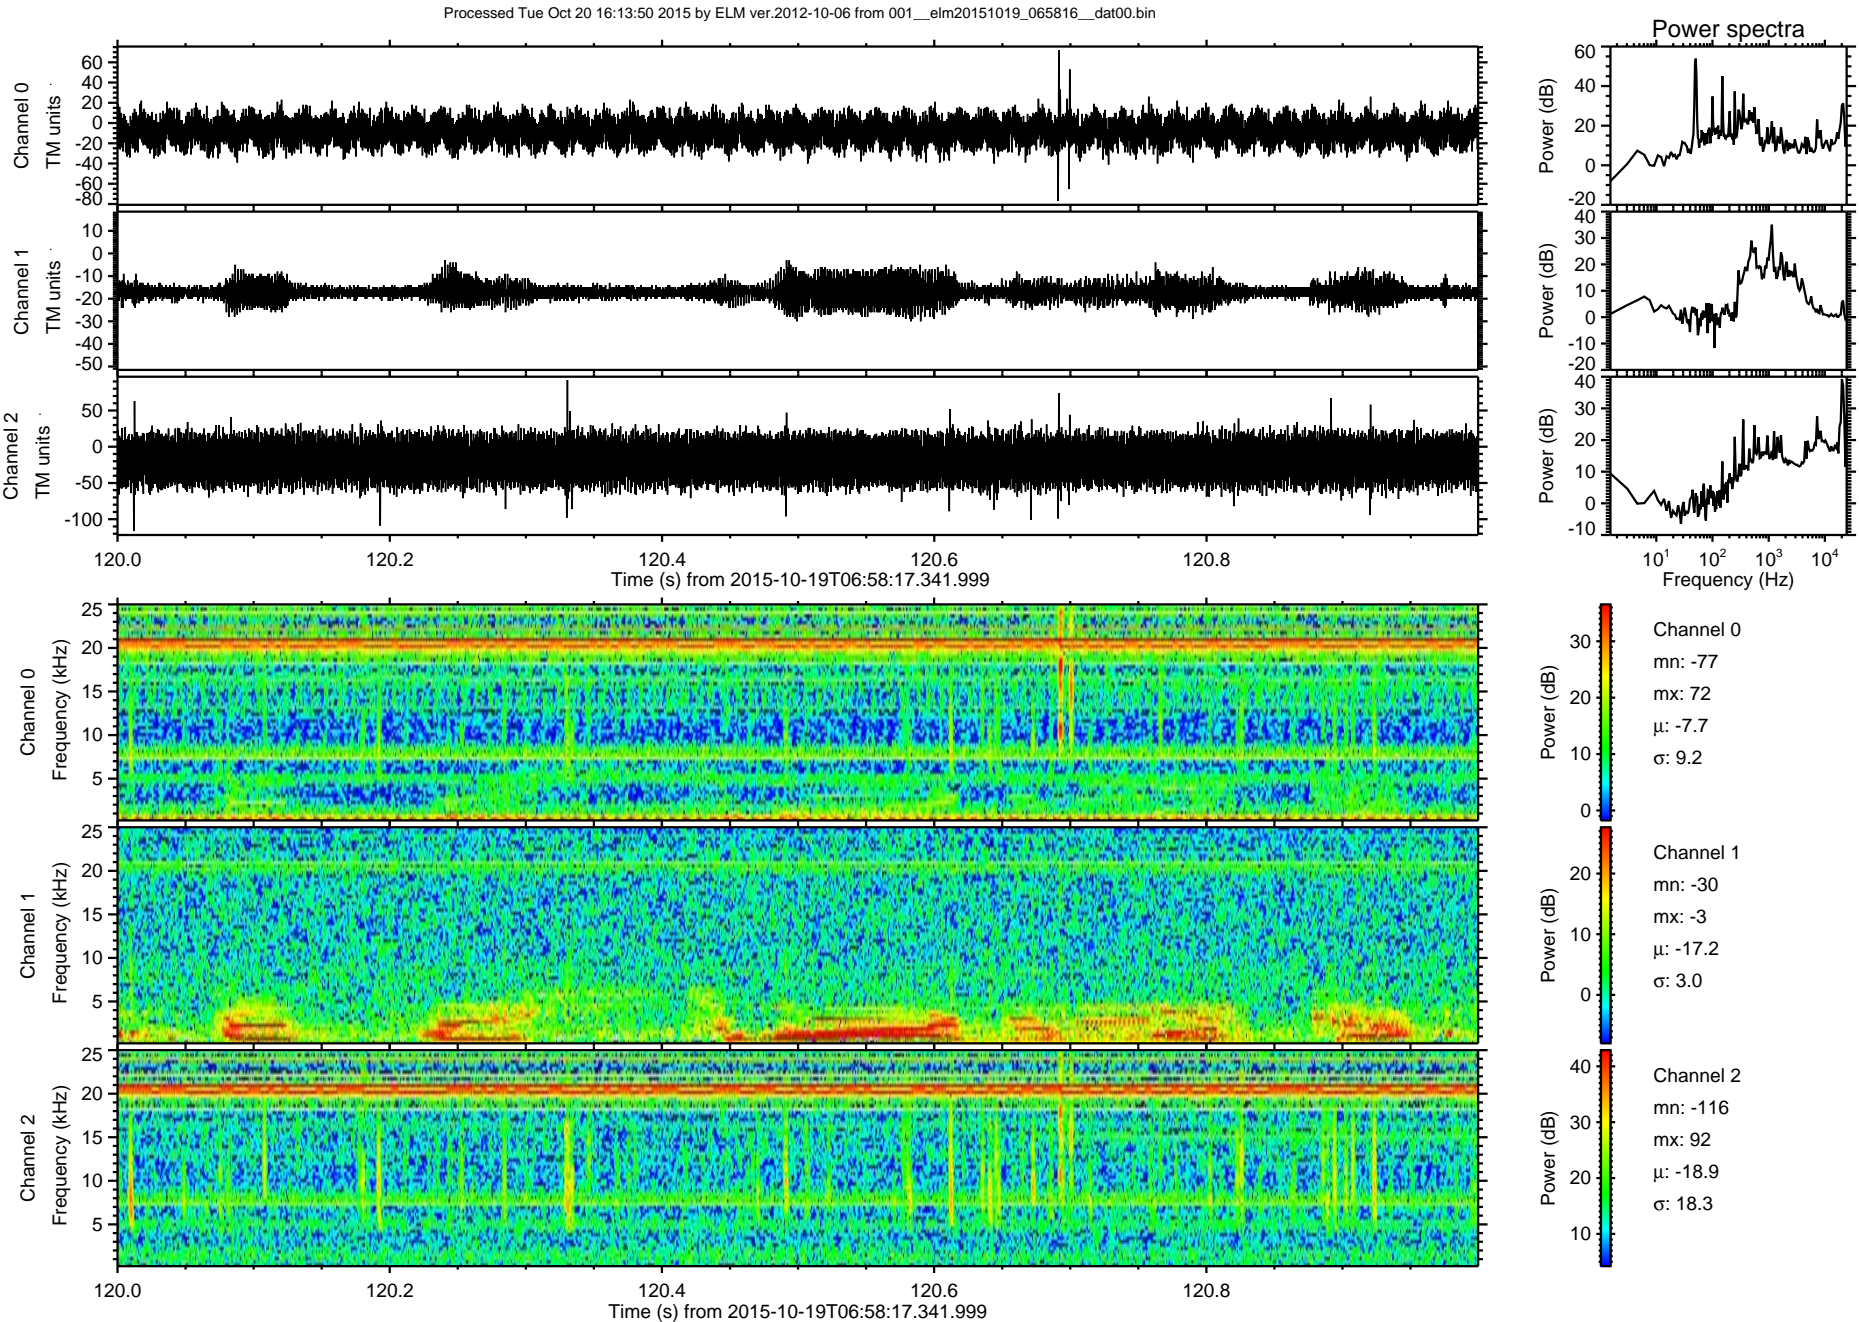 Processed Tue Oct 20 16:13:50 2015 by ELM ver.2012-10-06 from 001__elm20151019_065816__dat00.bin
Power spectra
Channel 0
TM units
60
40
20
0
-20
-40
-60
-80
Power (dB)
60
40
20
0
-20
Channel 1
TM units
10
0
-10
-20
-30
-40
-50
Power (dB)
40
30
20
10
0
-10
-20
Channel 2
TM units
50
0
-50
-100
Power (dB)
40
30
20
10
0
-10
120.0 120.2 120.4 120.6 120.8
Time (s) from 2015-10-19T06:58:17.341.999
10¹ 10² 10³ 10⁴
Frequency (Hz)
Channel 0
Frequency (kHz)
25
20
15
10
5
Power (dB)
30
20
10
0
Channel 0
mn: -77
mx: 72
μ: -7.7
σ: 9.2
Channel 1
Frequency (kHz)
25
20
15
10
5
Power (dB)
20
10
0
Channel 1
mn: -30
mx: -3
μ: -17.2
σ: 3.0
Channel 2
Frequency (kHz)
25
20
15
10
5
Power (dB)
40
30
20
10
Channel 2
mn: -116
mx: 92
μ: -18.9
σ: 18.3
120.0 120.2 120.4 120.6 120.8
Time (s) from 2015-10-19T06:58:17.341.999